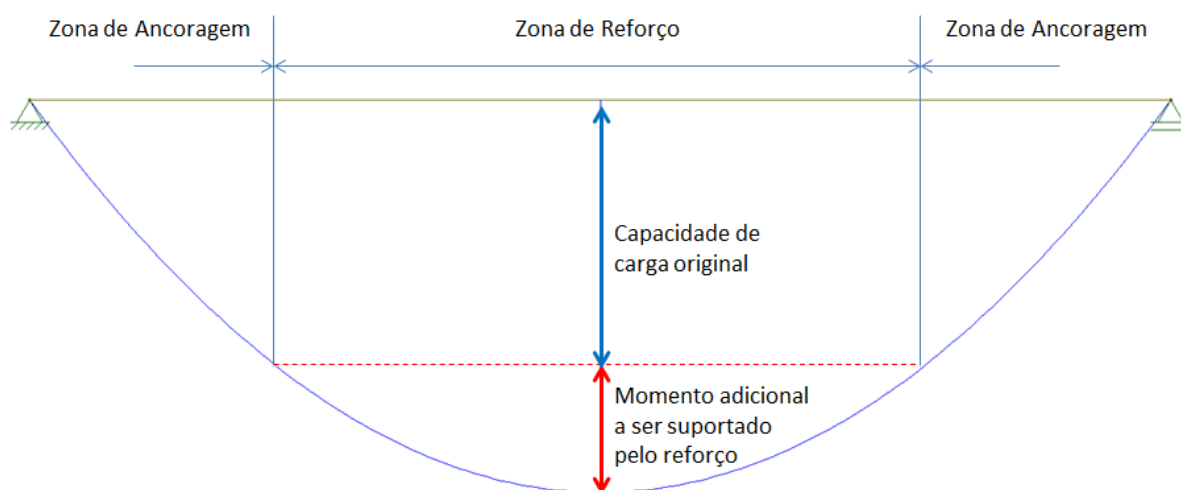 Zona de Ancoragem
Zona de Reforço
Zona de Ancoragem
Capacidade de
carga original
Momento adicional
a ser suportado
pelo reforço